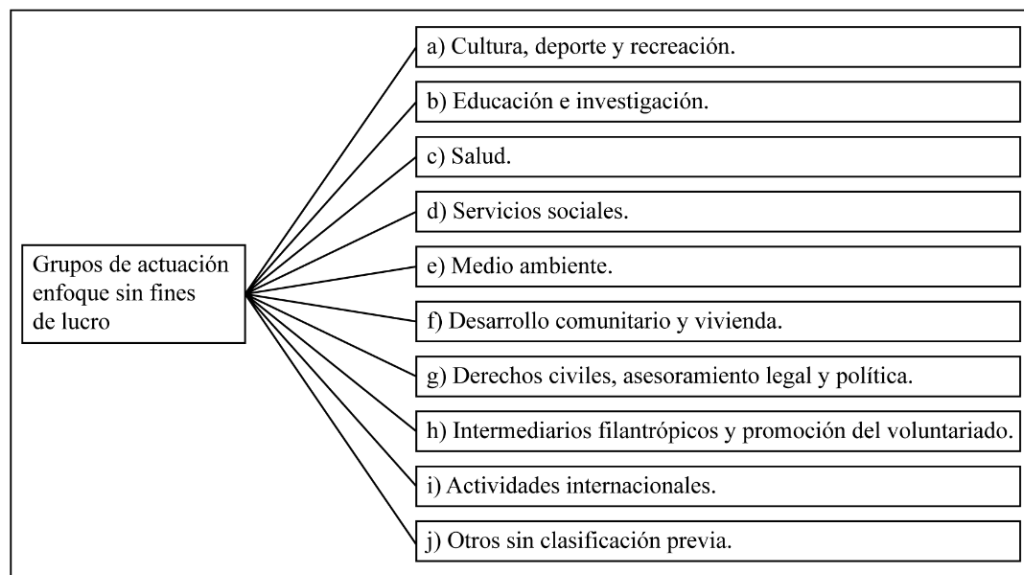 Grupos de actuación
enfoque sin fines
de lucro
a) Cultura, deporte y recreación.
b) Educación e investigación.
c) Salud.
d) Servicios sociales.
e) Medio ambiente.
f) Desarrollo comunitario y vivienda.
g) Derechos civiles, asesoramiento legal y política.
h) Intermediarios filantrópicos y promoción del voluntariado.
i) Actividades internacionales.
j) Otros sin clasificación previa.